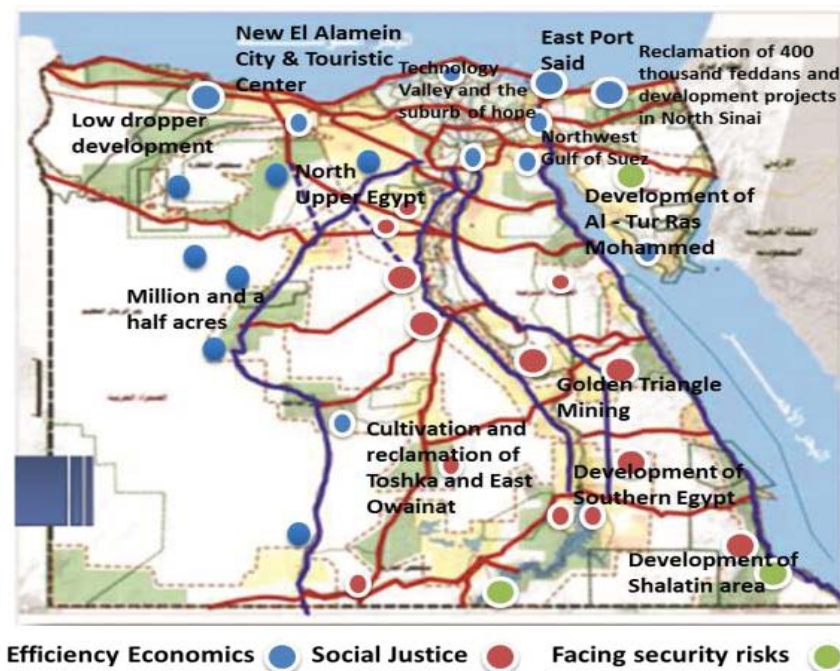 New El Alamein
City & Touristic
Center
Technology
Valley and the
suburb of hope
East Port
Said
Reclamation of 400
thousand Teddans and
development projects
in North Sinai
Low dropper
development
North
Upper Egypt
Northwest
Gulf of Suez
Development of
Al - Tur Ras
Mohammed
Million and a
half acres
Golden Triangle
Mining
Cultivation and
reclamation of
Toshka and East
Owainat
Development of
Southern Egypt
Development of
Shalatin area
Efficiency Economics
Social Justice
Facing security risks